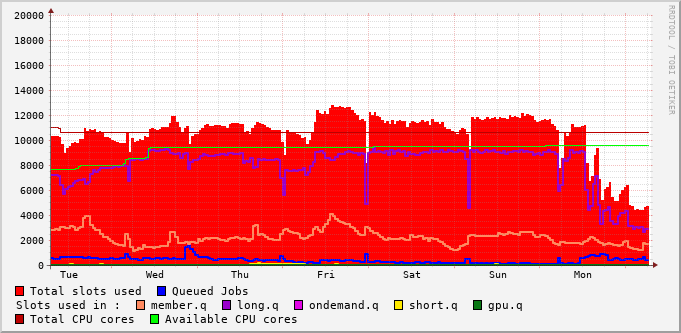 20000
18000
16000
14000
12000
10000
8000
6000
4000
2000
0
Tue Wed Thu Fri Sat Sun Mon
Total slots used Queued Jobs
Slots used in : member.q long.q ondemand.q short.q gpu.q
Total CPU cores Available CPU cores
RRDTOOL / TOBI OETIKER